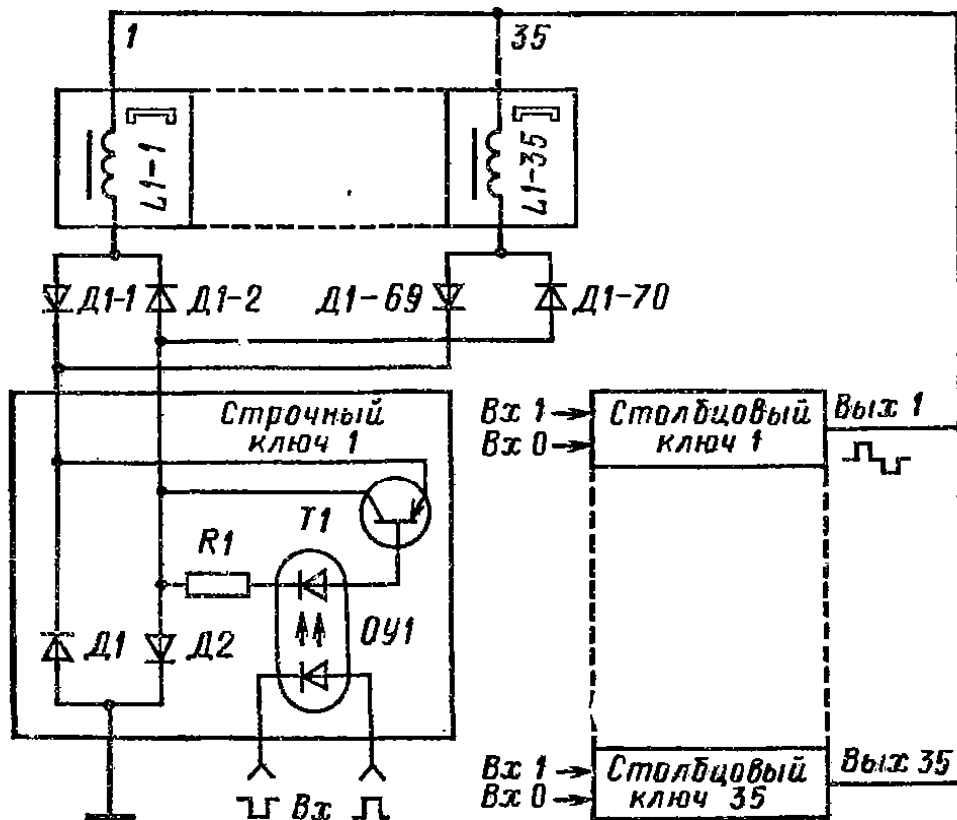 1 35
L1-1 L1-35
Д1-1 Д1-2 Д1-69 Д1-70
Строчный
ключ 1
T1
R1
ОУ1
Д1 Д2
Вх
Вх 1
Вх 0
Столбцовый
ключ 1
Вых 1
Вх 1
Вх 0
Столбцовый
ключ 35
Вых 35